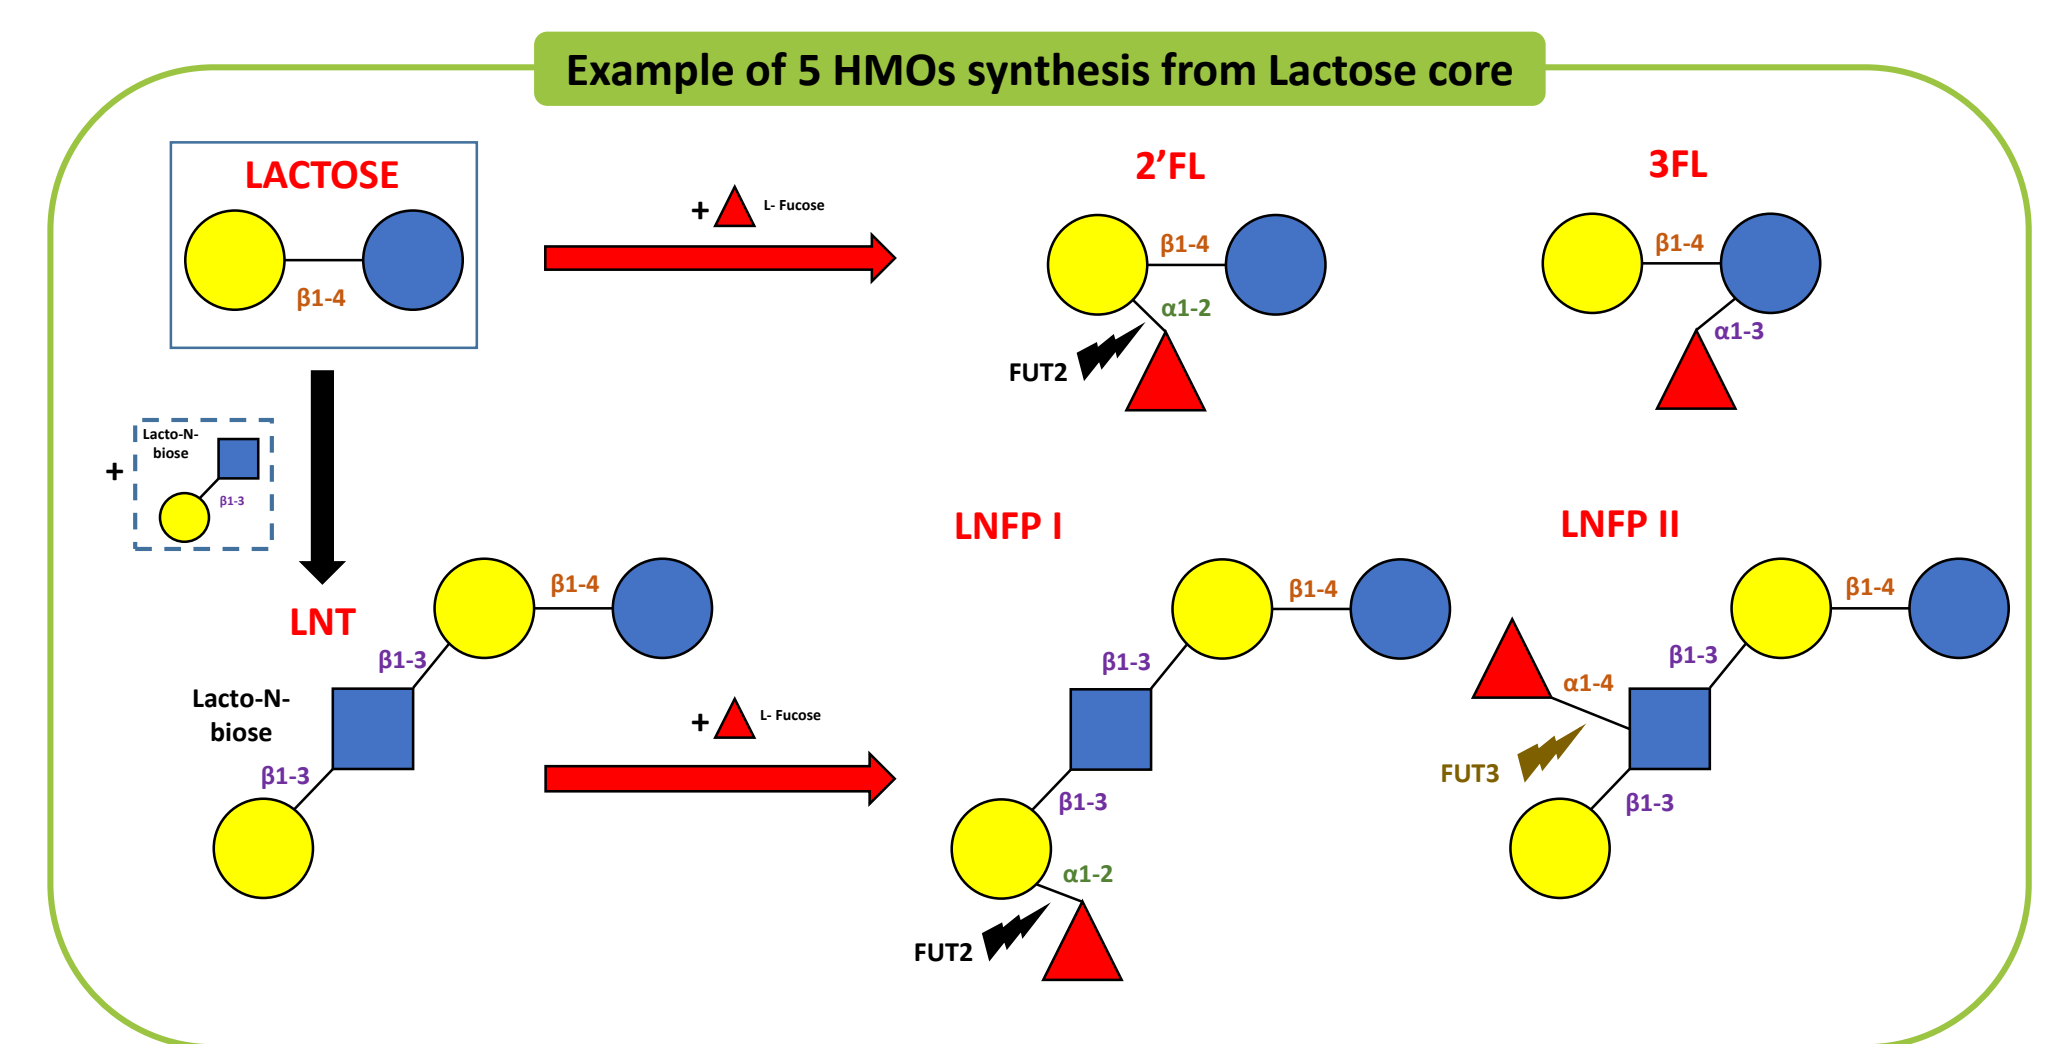 Example of 5 HMOs synthesis from Lactose core
LACTOSE
β1-4
+
L- Fucose
2’FL
β1-4
α1-2
FUT2
3FL
β1-4
α1-3
+
Lacto-N-
biose
β1-3
LNT
β1-4
β1-3
Lacto-N-
biose
β1-3
+
L- Fucose
LNFP I
β1-4
β1-3
β1-3
α1-2
FUT2
LNFP II
β1-4
β1-3
α1-4
FUT3
β1-3